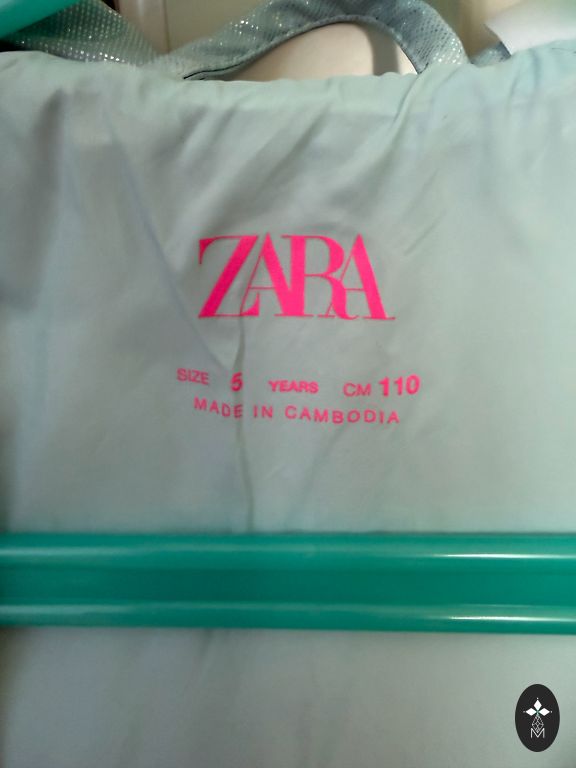 ZARA
SIZE 5 YEARS CM 110
MADE IN CAMBODIA
M